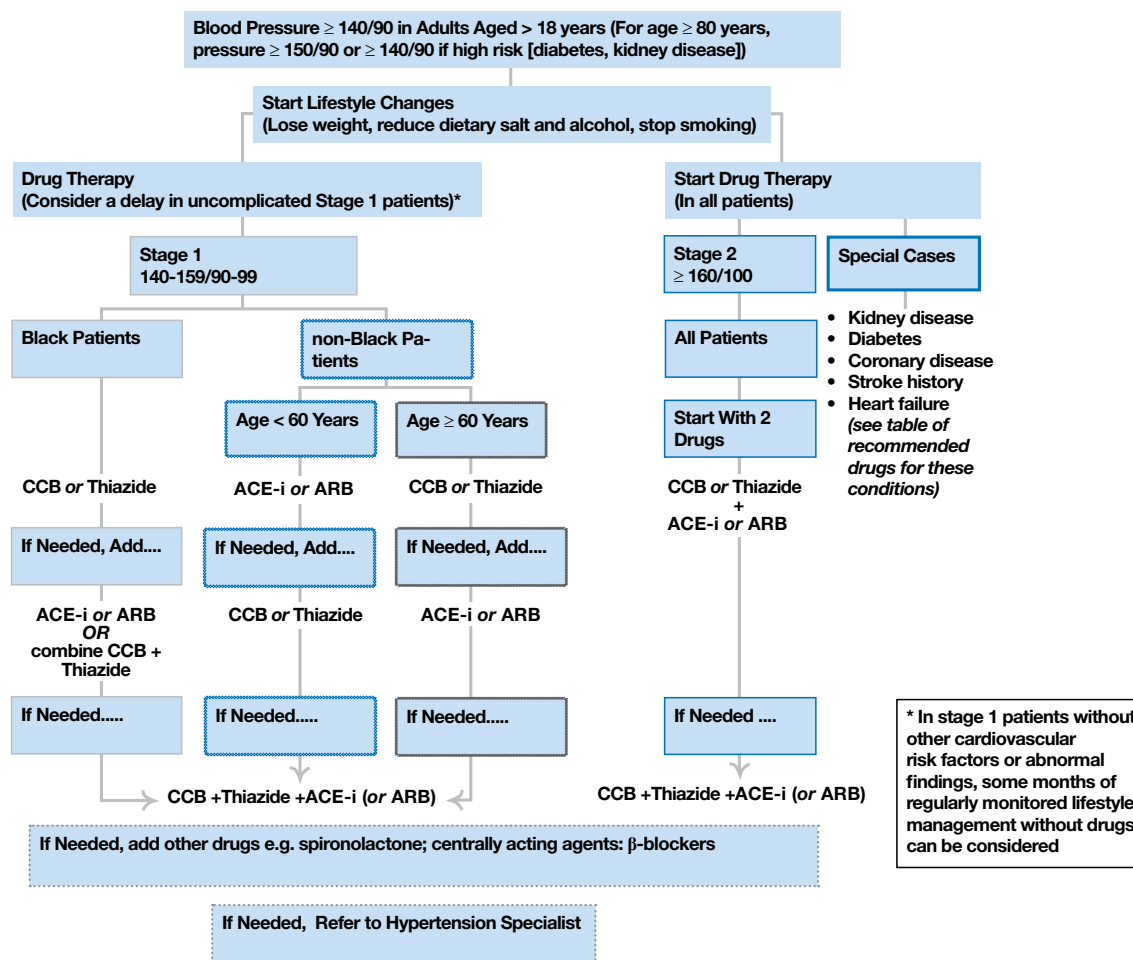 Blood Pressure ≥ 140/90 in Adults Aged > 18 years (For age ≥ 80 years,
pressure ≥ 150/90 or ≥ 140/90 if high risk [diabetes, kidney disease])
Start Lifestyle Changes
(Lose weight, reduce dietary salt and alcohol, stop smoking)
Drug Therapy
(Consider a delay in uncomplicated Stage 1 patients)*
Start Drug Therapy
(In all patients)
Stage 1
140-159/90-99
Stage 2
≥ 160/100
Special Cases
Black Patients
non-Black Pa-
tients
All Patients
• Kidney disease
• Diabetes
• Coronary disease
• Stroke history
• Heart failure
(see table of
recommended
drugs for these
conditions)
Age < 60 Years
Age ≥ 60 Years
Start With 2
Drugs
CCB or Thiazide
ACE-i or ARB
CCB or Thiazide
CCB or Thiazide
+
ACE-i or ARB
If Needed, Add....
If Needed, Add....
If Needed, Add....
ACE-i or ARB
OR
combine CCB +
Thiazide
CCB or Thiazide
ACE-i or ARB
If Needed.....
If Needed.....
If Needed.....
If Needed ....
CCB +Thiazide +ACE-i (or ARB)
CCB +Thiazide +ACE-i (or ARB)
* In stage 1 patients without
other cardiovascular
risk factors or abnormal
findings, some months of
regularly monitored lifestyle
management without drugs
can be considered
If Needed, add other drugs e.g. spironolactone; centrally acting agents: β-blockers
If Needed, Refer to Hypertension Specialist